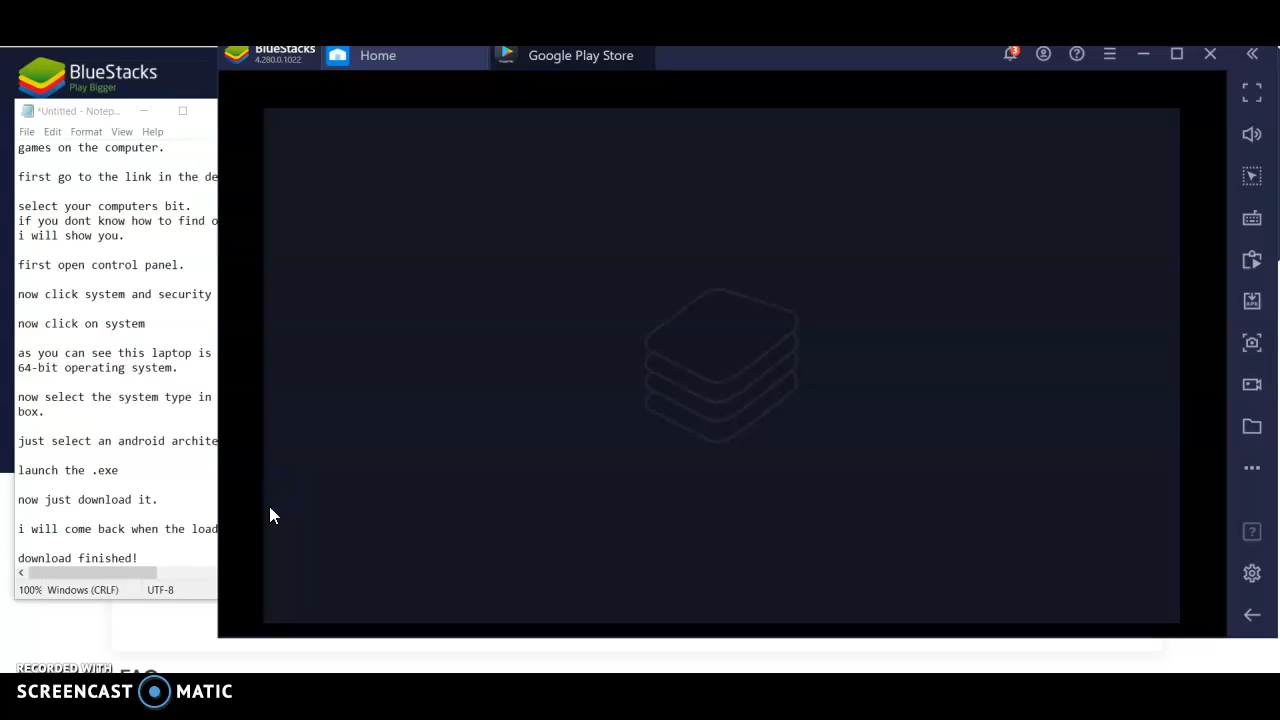 BlueStacks
Play Bigger
BlueStacks
4.280.0.1022
Home
Google Play Store
3
*Untitled - Notep...
File Edit Format View Help
games on the computer.
first go to the link in the de
select your computers bit.
if you dont know how to find o
i will show you.
first open control panel.
now click system and security
now click on system
as you can see this laptop is
64-bit operating system.
now select the system type in
box.
just select an android archite
launch the .exe
now just download it.
i will come back when the load
download finished!
100% Windows (CRLF) UTF-8
APK
FAQ
RECORDED WITH
SCREENCAST MATIC